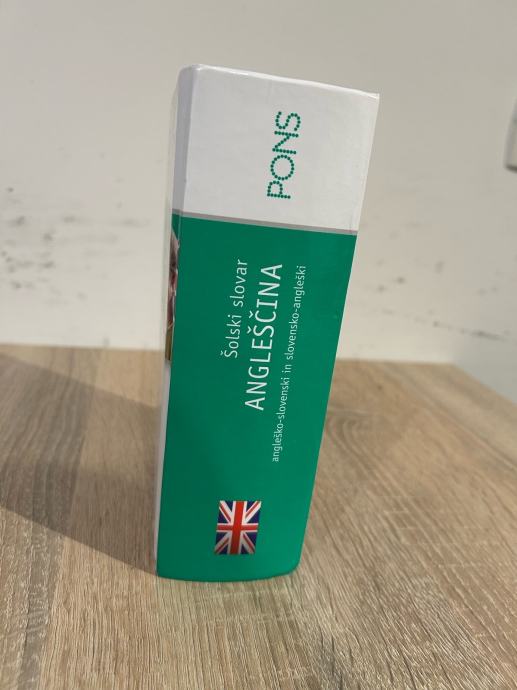 PONS
Šolski slovar
ANGLEŠČINA
angleško-slovenski in slovensko-angleški